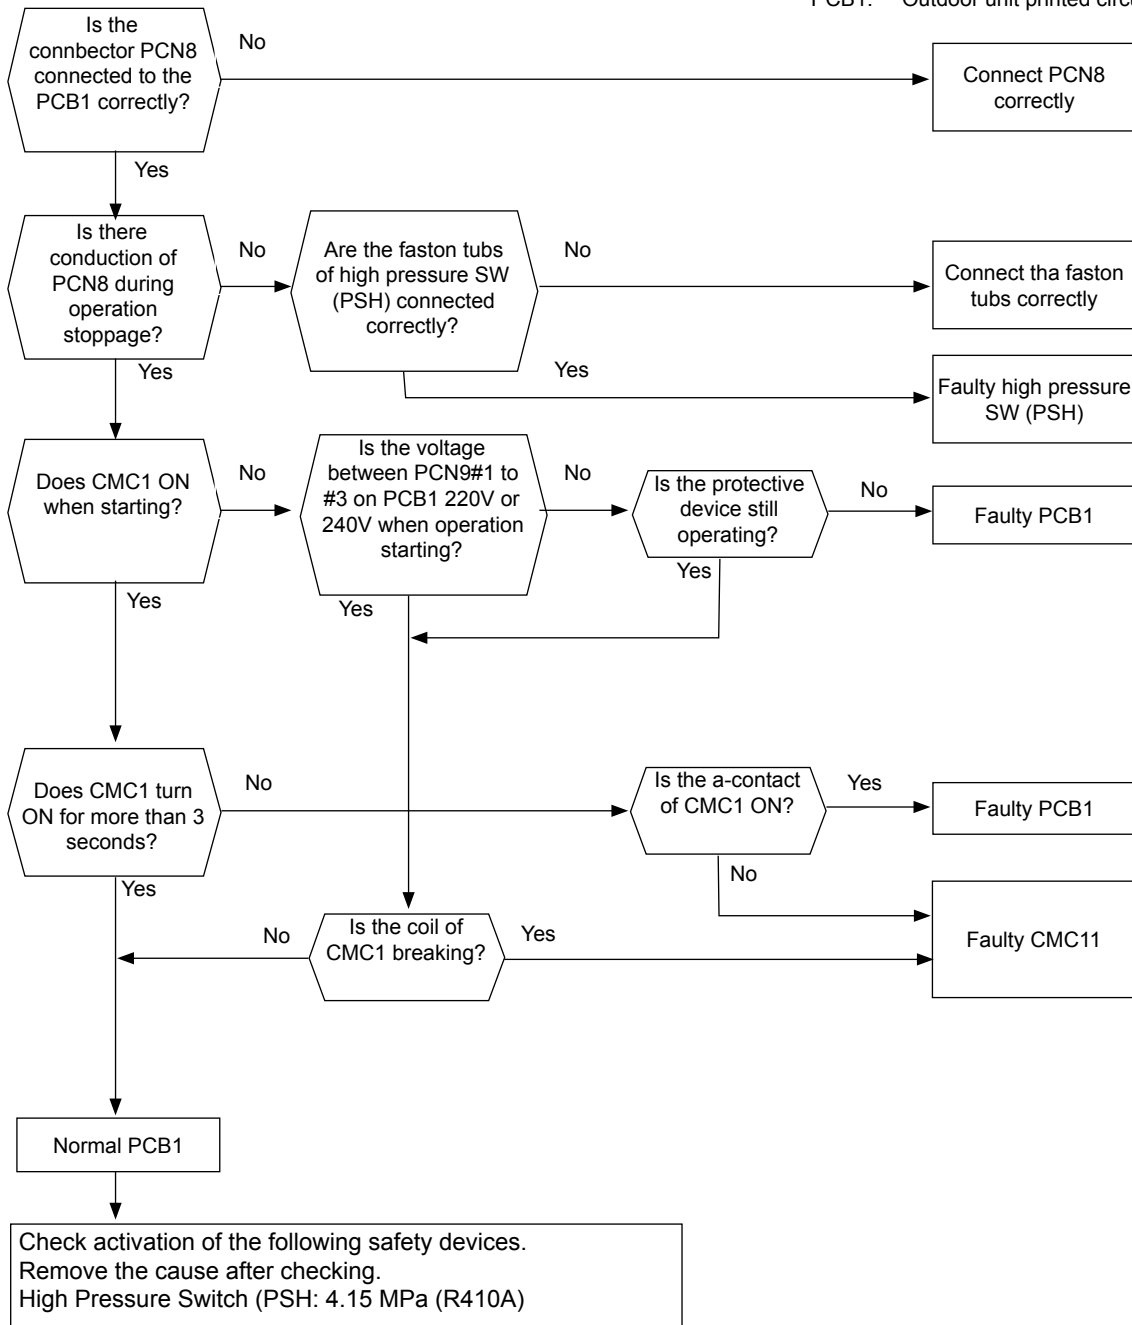 PCB1: Outdoor unit printed circu
Is the
connbector PCN8
connected to the
PCB1 correctly?
No
Connect PCN8
correctly
Yes
Is there
conduction of
PCN8 during
operation
stoppage?
No
Are the faston tubs
of high pressure SW
(PSH) connected
correctly?
No
Connect tha faston
tubs correctly
Yes
Yes
Faulty high pressure
SW (PSH)
Does CMC1 ON
when starting?
No
Is the voltage
between PCN9#1 to
#3 on PCB1 220V or
240V when operation
starting?
No
Is the protective
device still
operating?
No
Faulty PCB1
Yes
Yes
Yes
Does CMC1 turn
ON for more than 3
seconds?
No
Is the a-contact
of CMC1 ON?
Yes
Faulty PCB1
Yes
No
No
Is the coil of
CMC1 breaking?
Yes
Faulty CMC11
Normal PCB1
Check activation of the following safety devices.
Remove the cause after checking.
High Pressure Switch (PSH: 4.15 MPa (R410A)